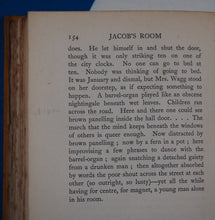 154 JACOB'S ROOM
does. He let himself in and shut the door,
though it was only striking ten on one of
the city clocks. No one can go to bed at
ten. Nobody was thinking of going to bed.
It was January and dismal, but Mrs. Wagg stood
on her doorstep, as if expecting something to
happen. A barrel-organ played like an obscene
nightingale beneath wet leaves. Children ran
across the road. Here and there one could see
brown panelling inside the hall door. . . . The
march that the mind keeps beneath the windows
of others is queer enough. Now distracted by
brown panelling; now by a fern in a pot; here
improvising a few phrases to dance with the
barrel-organ; again snatching a detached gaiety
from a drunken man; then altogether absorbed
by words the poor shout across the street at each
other (so outright, so lusty)—yet all the while
having for centre, for magnet, a young man alone
in his room.